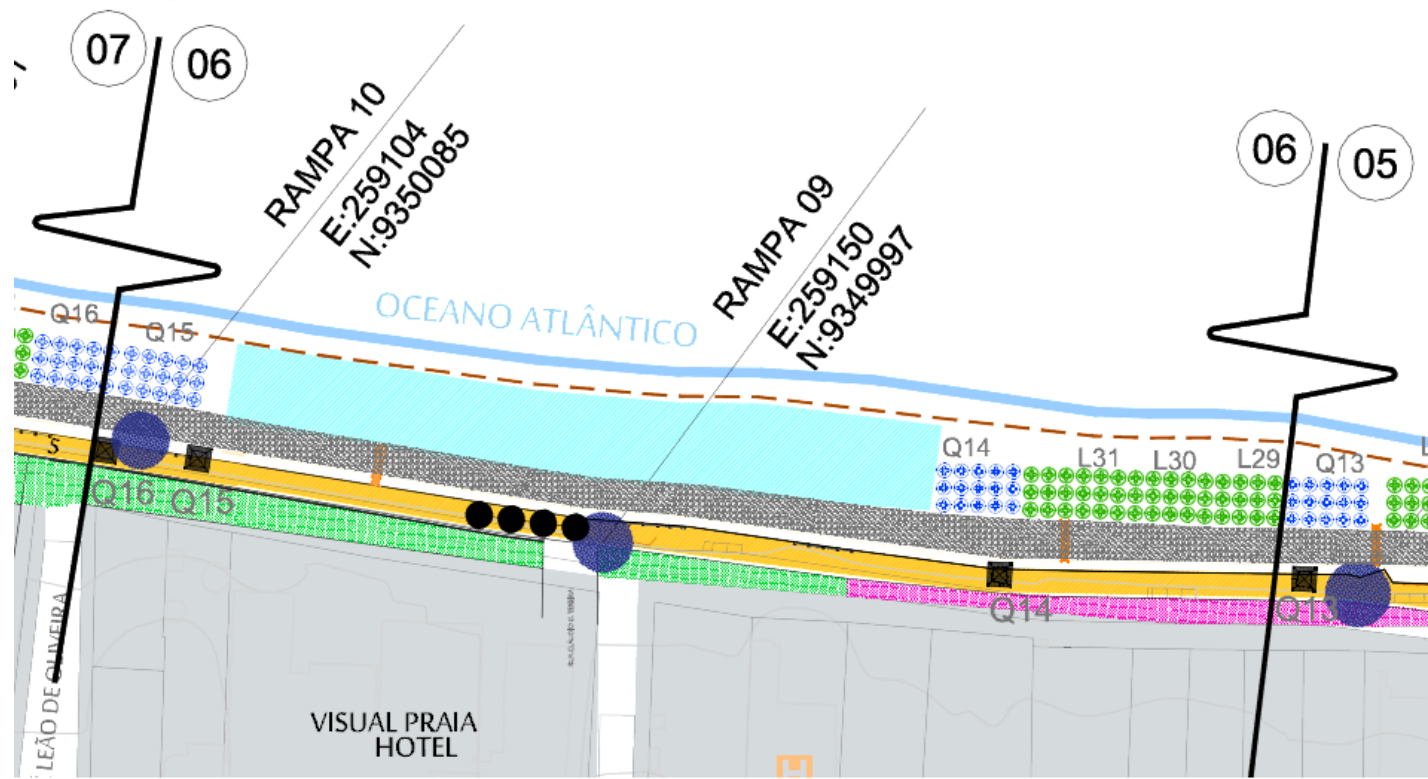 07
06
RAMPA 10
E:259104
N:9350085
RAMPA 09
E:259150
N:9349997
06
05
OCEANO ATLÂNTICO
Q16
Q15
Q14
L31
L30
L29
Q13
S
Q16
Q15
Q14
Q13
LEÃO DE OLIVEIRA
VISUAL PRAIA
HOTEL
H